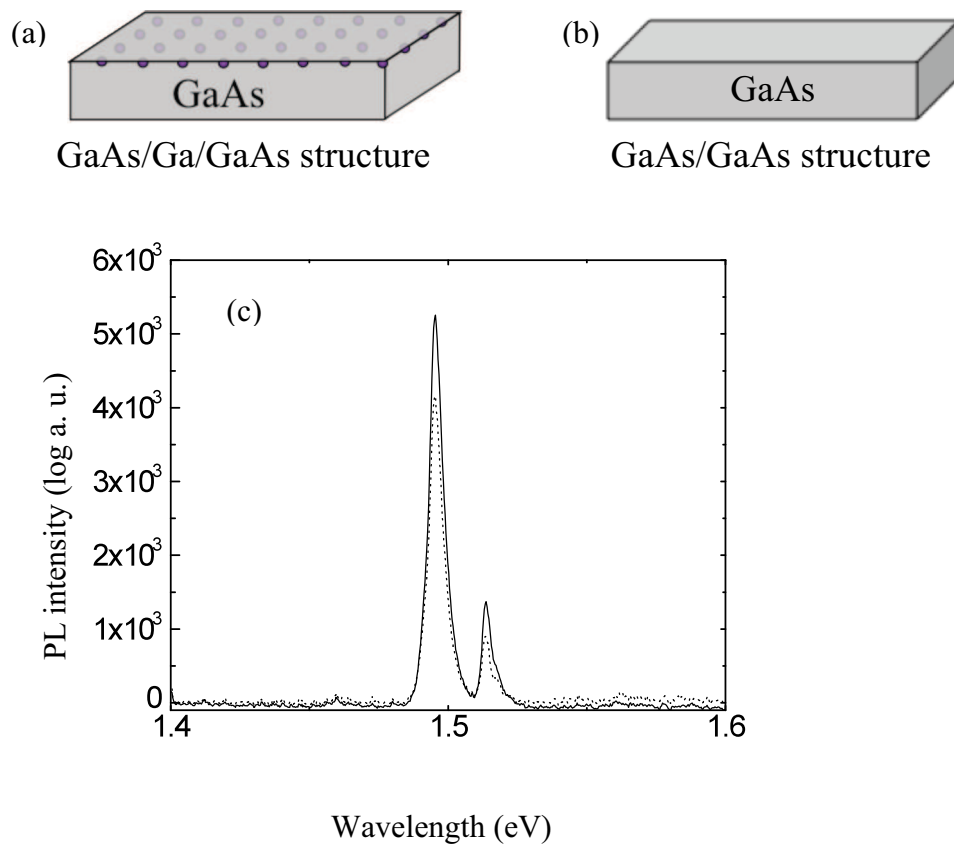 (a)
(b)
GaAs
GaAs
GaAs/Ga/GaAs structure
GaAs/GaAs structure
(c)
6x10³
5x10³
4x10³
3x10³
2x10³
1x10³
0
1.4
1.5
1.6
PL intensity (log a. u.)
Wavelength (eV)